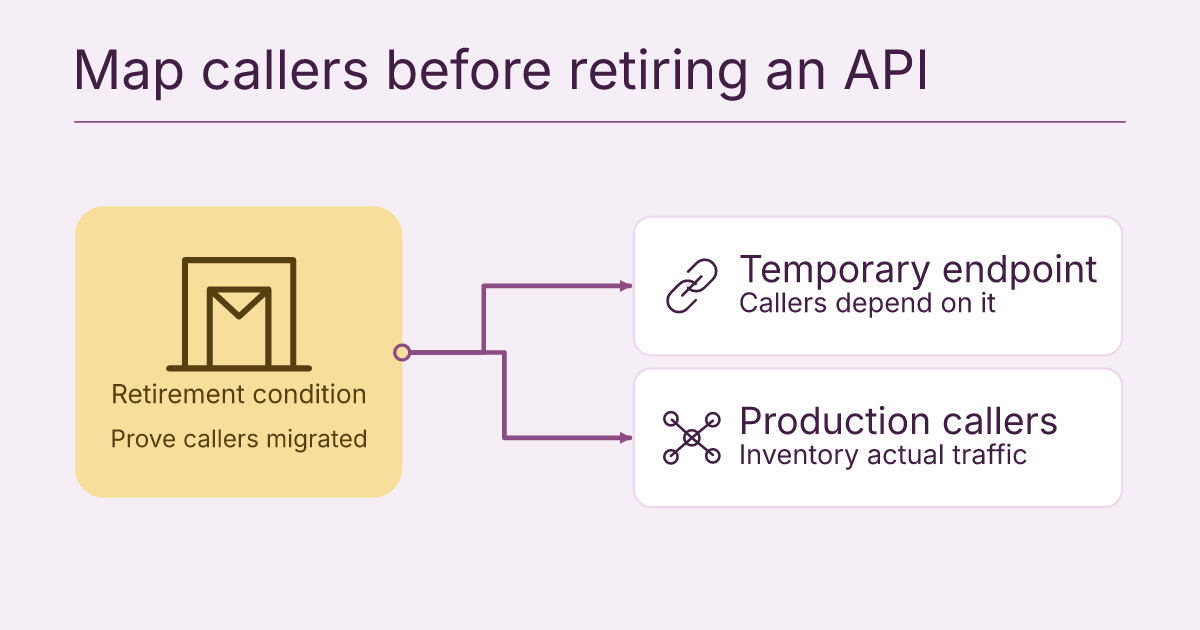 Map callers before retiring an API
Retirement condition
Prove callers migrated
Temporary endpoint
Callers depend on it
Production callers
Inventory actual traffic